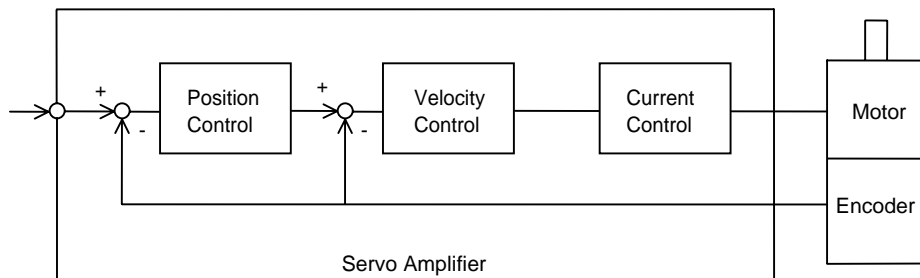 +
-
Position
Control
+
-
Velocity
Control
Current
Control
Motor
Encoder
Servo Amplifier